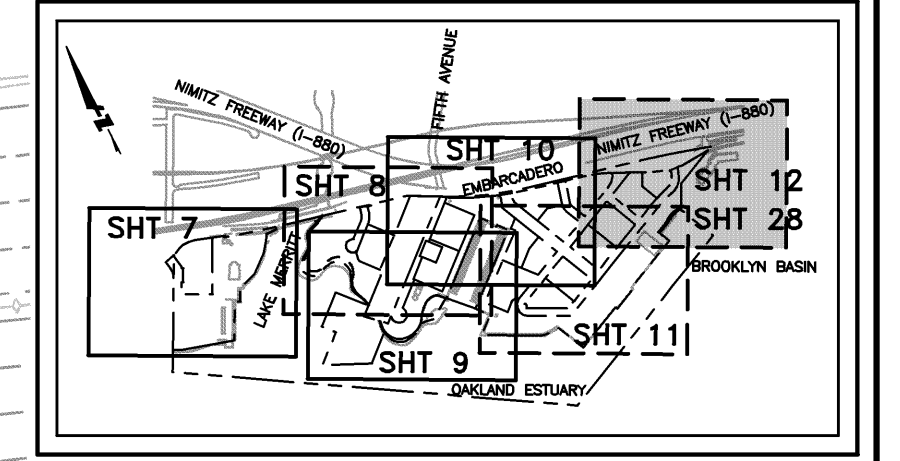 FIFTH AVENUE
NIMITZ FREEWAY (I-880)
NIMITZ FREEWAY (I-880)
SHT 10
EMBARCADERO
SHT 8
SHT 12
SHT 7
SHT 28
LAKE MERRITT
BROOKLYN BASIN
SHT 11
SHT 9
OAKLAND ESTUARY
N